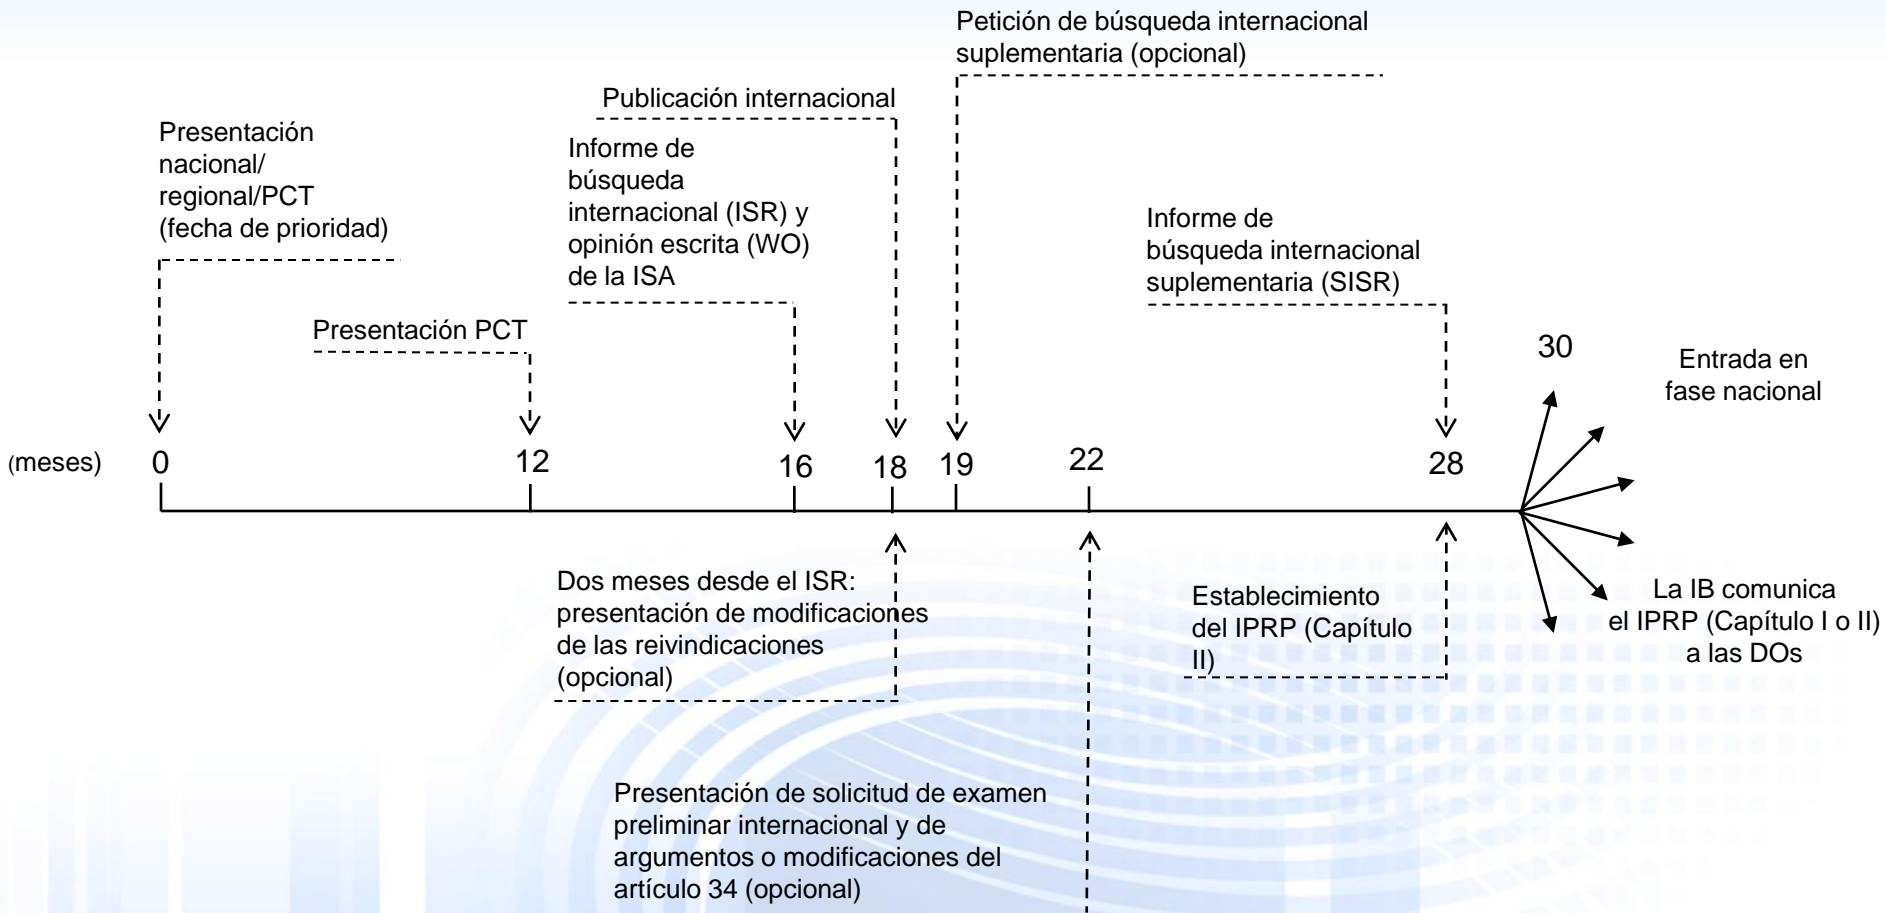 Petición de búsqueda internacional
suplementaria (opcional)
Publicación internacional
Presentación
nacional/
regional/PCT
(fecha de prioridad)
Informe de
búsqueda
internacional (ISR) y
opinión escrita (WO)
de la ISA
Informe de
búsqueda internacional
suplementaria (SISR)
Presentación PCT
30
Entrada en
fase nacional
(meses) 0 12 16 18 19 22 28
Dos meses desde el ISR:
presentación de modificaciones
de las reivindicaciones
(opcional)
Establecimiento
del IPRP (Capítulo
II)
La IB comunica
el IPRP (Capítulo I o II)
a las DOs
Presentación de solicitud de examen
preliminar internacional y de
argumentos o modificaciones del
artículo 34 (opcional)